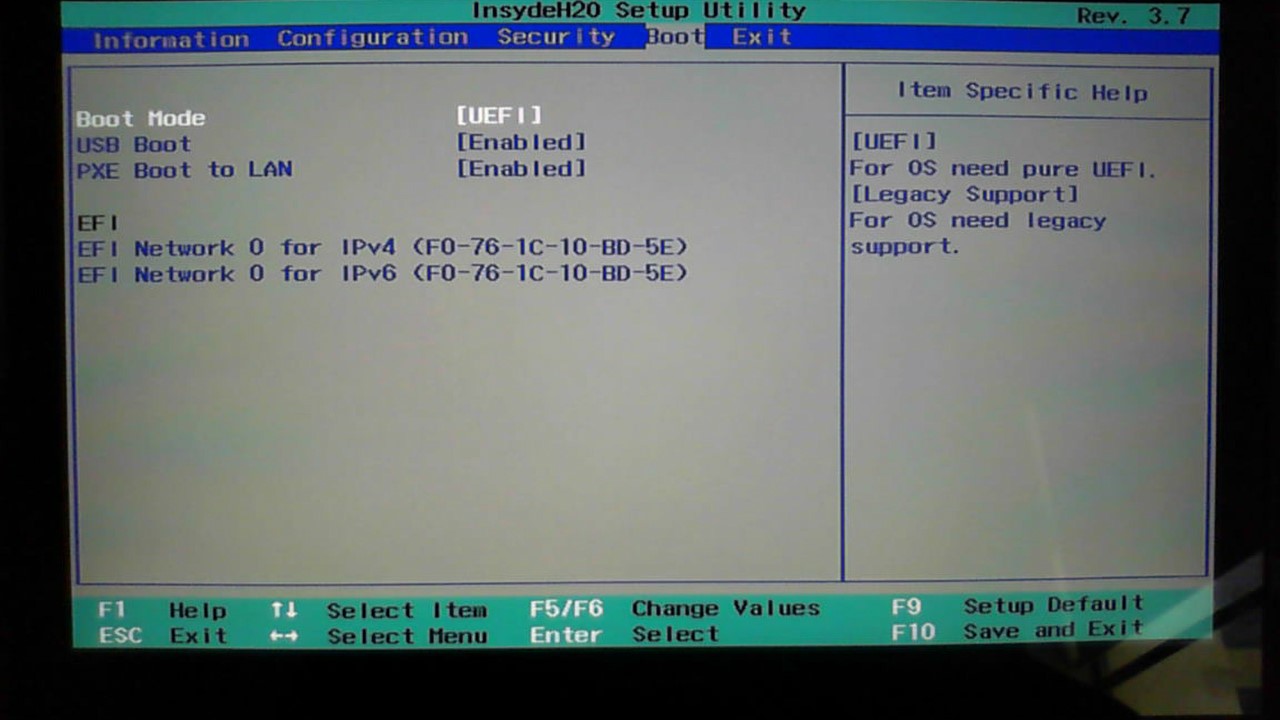 InsydeH2O Setup Utility Rev. 3.7
Information Configuration Security Boot Exit
Boot Mode [UEFI]
USB Boot [Enabled]
PXE Boot to LAN [Enabled]
EFI
EFI Network 0 for IPv4 (F0-76-1C-10-BD-5E)
EFI Network 0 for IPv6 (F0-76-1C-10-BD-5E)
Item Specific Help
[UEFI]
For OS need pure UEFI.
[Legacy Support]
For OS need legacy
support.
F1 Help ↑↓ Select Item F5/F6 Change Values F9 Setup Default
ESC Exit ←→ Select Menu Enter Select F10 Save and Exit